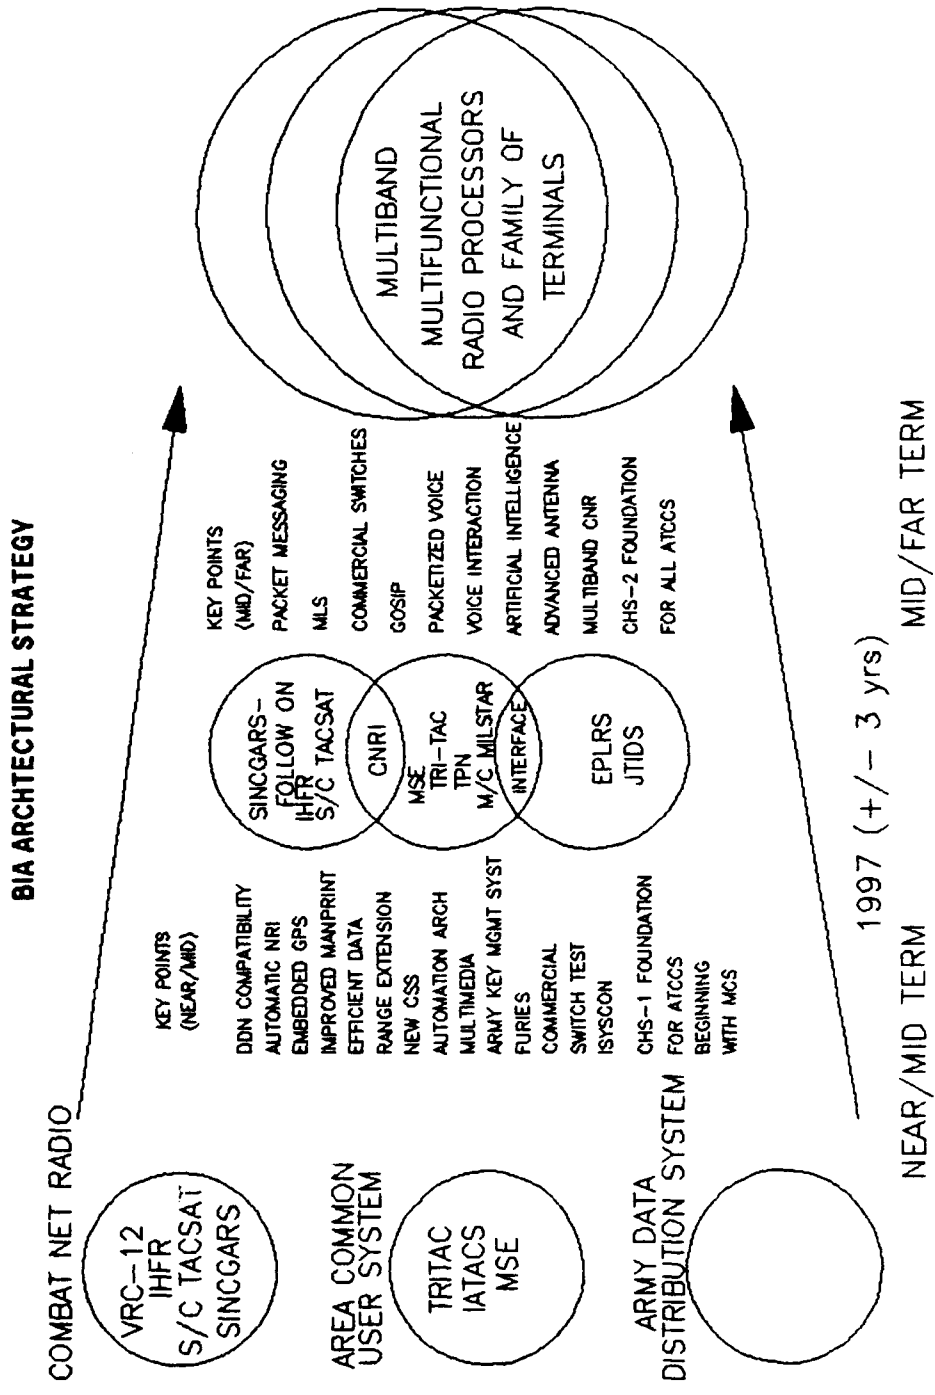 BIA ARCHTECTURAL STRATEGY
COMBAT NET RADIO
VRC-12
IHFR
S/C TACSAT
SINCGARS
AREA COMMON
USER SYSTEM
TRITAC
IATACS
MSE
ARMY DATA
DISTRIBUTION SYSTEM
KEY POINTS
(NEAR/MID)
DDN COMPATIBILITY
AUTOMATIC NRI
EMBEDDED GPS
IMPROVED MANPRINT
EFFICIENT DATA
RANGE EXTENSION
NEW CSS
AUTOMATION ARCH
MULTIMEDIA
ARMY KEY MGMT SYST
FURIES
COMMERCIAL
SWITCH TEST
ISYSCON
CHS-1 FOUNDATION
FOR ATCCS
BEGINNING
WITH MCS
SINCGARS-
FOLLOW ON
IHFR
S/C TACSAT
CNRI
MSE
TRI-TAC
TPN
M/C MILSTAR
INTERFACE
EPLRS
JTIDS
KEY POINTS
(MID/FAR)
PACKET MESSAGING
MLS
COMMERCIAL SWITCHES
GOSIP
PACKETIZED VOICE
VOICE INTERACTION
ARTIFICIAL INTELLIGENCE
ADVANCED ANTENNA
MULTIBAND CNR
CHS-2 FOUNDATION
FOR ALL ATCCS
MULTIBAND
MULTIFUNCTIONAL
RADIO PROCESSORS
AND FAMILY OF
TERMINALS
1997 (+/- 3 yrs)
NEAR/MID TERM
MID/FAR TERM